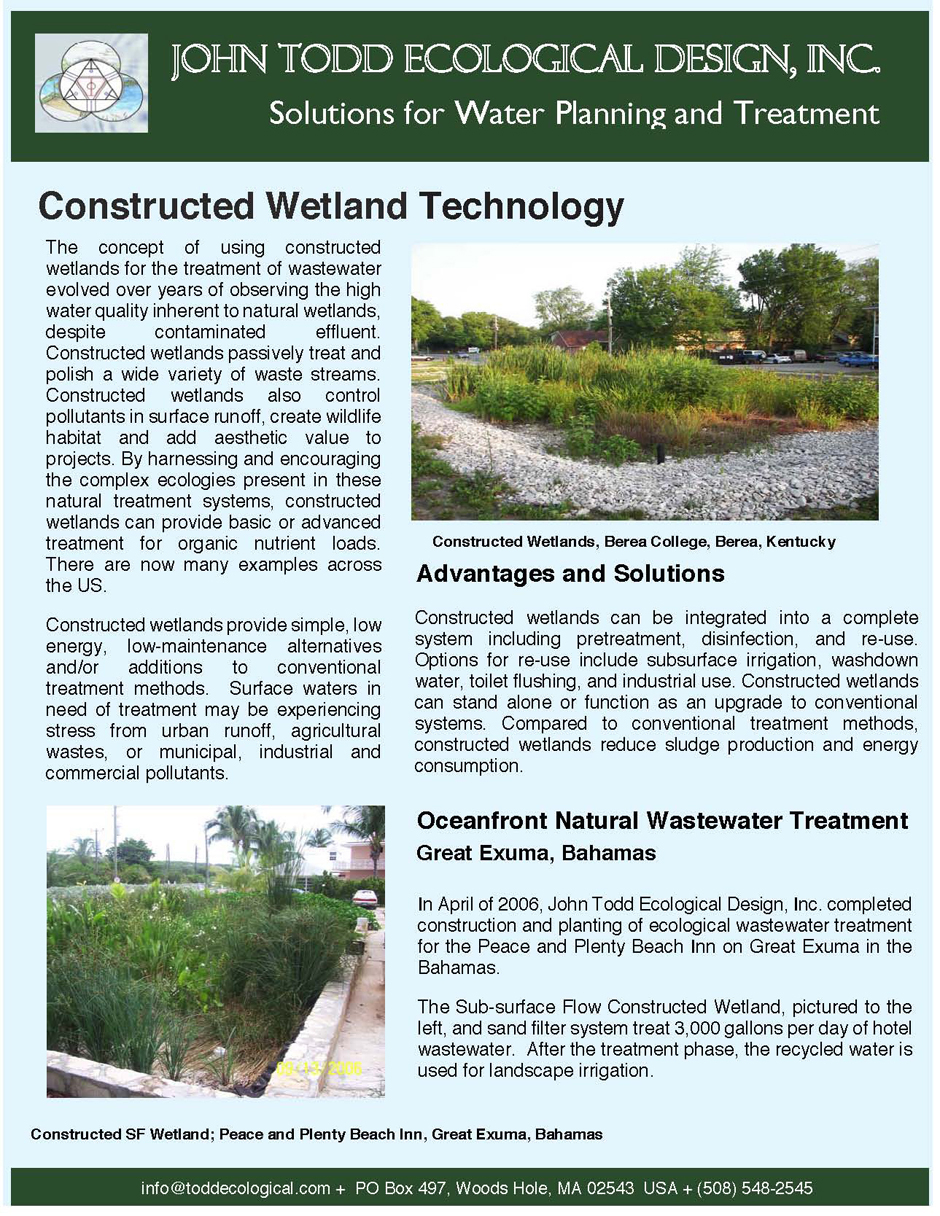 JOHN TODD ECOLOGICAL DESIGN, INC.
Solutions for Water Planning and Treatment
Constructed Wetland Technology
The concept of using constructed
wetlands for the treatment of wastewater
evolved over years of observing the high
water quality inherent to natural wetlands,
despite contaminated effluent.
Constructed wetlands passively treat and
polish a wide variety of waste streams.
Constructed wetlands also control
pollutants in surface runoff, create wildlife
habitat and add aesthetic value to
projects. By harnessing and encouraging
the complex ecologies present in these
natural treatment systems, constructed
wetlands can provide basic or advanced
treatment for organic nutrient loads.
There are now many examples across
the US.
Constructed wetlands provide simple, low
energy, low-maintenance alternatives
and/or additions to conventional
treatment methods. Surface waters in
need of treatment may be experiencing
stress from urban runoff, agricultural
wastes, or municipal, industrial and
commercial pollutants.
09/13/2006
Constructed SF Wetland; Peace and Plenty Beach Inn, Great Exuma, Bahamas
Constructed Wetlands, Berea College, Berea, Kentucky
Advantages and Solutions
Constructed wetlands can be integrated into a complete
system including pretreatment, disinfection, and re-use.
Options for re-use include subsurface irrigation, washdown
water, toilet flushing, and industrial use. Constructed wetlands
can stand alone or function as an upgrade to conventional
systems. Compared to conventional treatment methods,
constructed wetlands reduce sludge production and energy
consumption.
Oceanfront Natural Wastewater Treatment
Great Exuma, Bahamas
In April of 2006, John Todd Ecological Design, Inc. completed
construction and planting of ecological wastewater treatment
for the Peace and Plenty Beach Inn on Great Exuma in the
Bahamas.
The Sub-surface Flow Constructed Wetland, pictured to the
left, and sand filter system treat 3,000 gallons per day of hotel
wastewater. After the treatment phase, the recycled water is
used for landscape irrigation.
info@toddecological.com + PO Box 497, Woods Hole, MA 02543 USA + (508) 548-2545